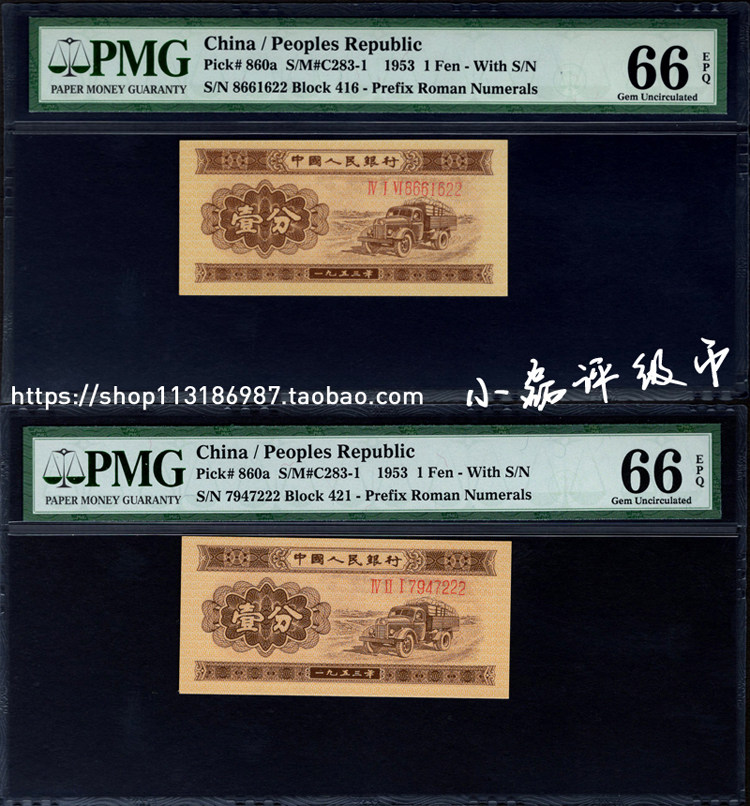 PMG
PAPER MONEY GUARANTY
China / Peoples Republic
Pick# 860a S/M#C283-1 1953 1 Fen - With S/N
S/N 8661622 Block 416 - Prefix Roman Numerals
66 EPQ
Gem Uncirculated
中國人民銀行
Ⅳ Ⅰ Ⅵ 8661622
壹分
一九五三年
https://shop113186987.taobao.com
小磊评级币
PMG
PAPER MONEY GUARANTY
China / Peoples Republic
Pick# 860a S/M#C283-1 1953 1 Fen - With S/N
S/N 7947222 Block 421 - Prefix Roman Numerals
66 EPQ
Gem Uncirculated
中國人民銀行
Ⅳ Ⅱ Ⅰ 7947222
壹分
一九五三年